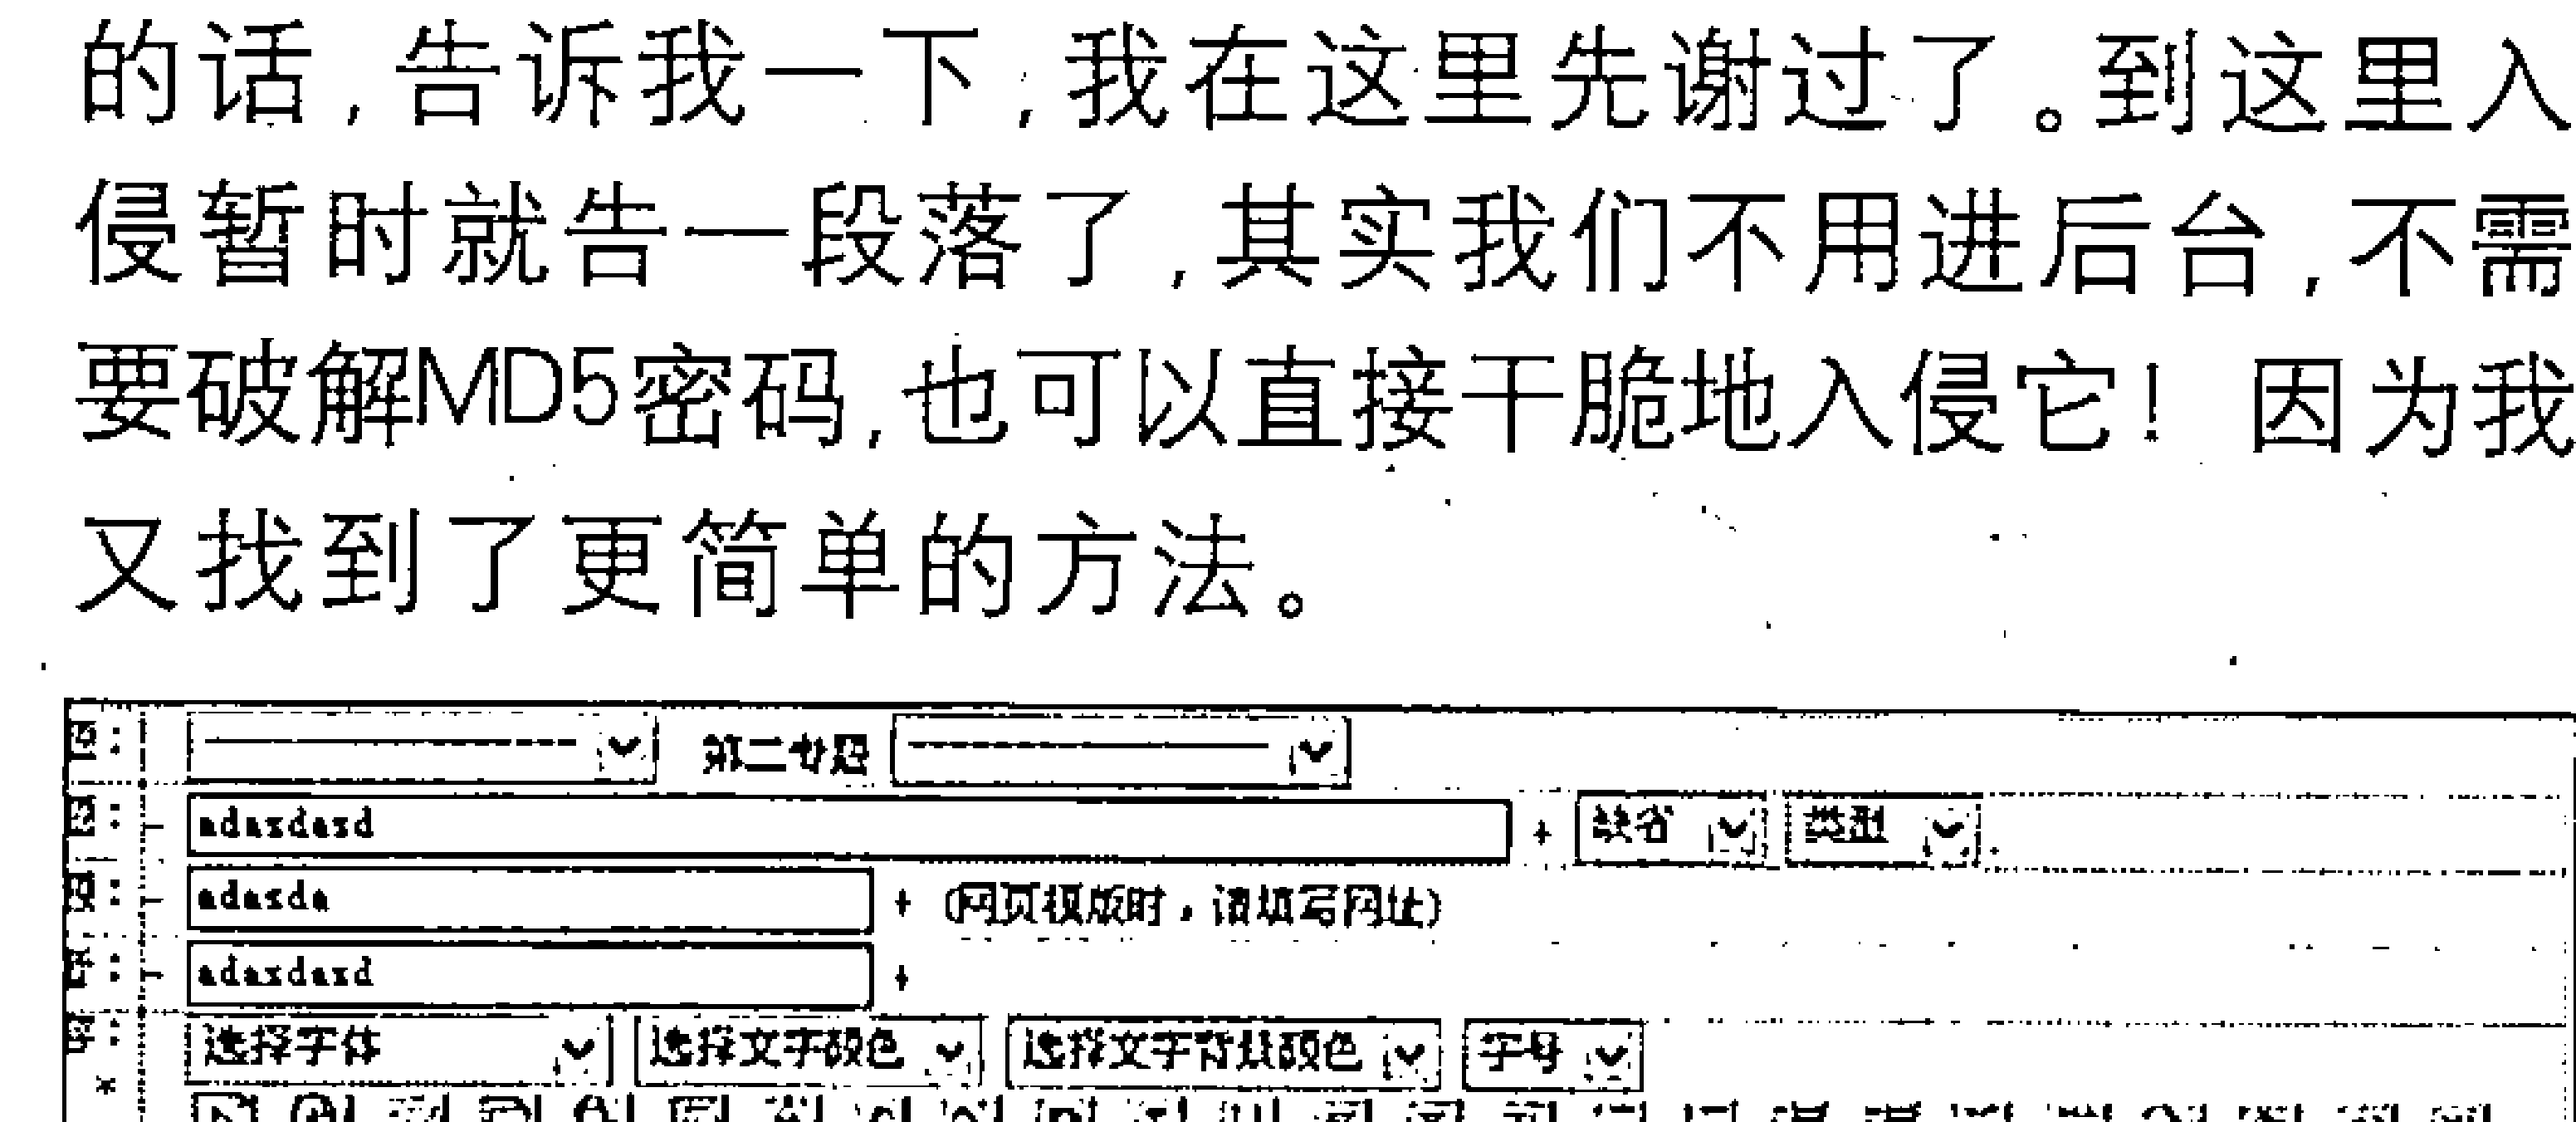 的话,告诉我一下,我在这里先谢过了。到这里入
侵暂时就告一段落了,其实我们不用进后台,不需
要破解MD5密码,也可以直接干脆地入侵它!因为我
又找到了更简单的方法。
第二专题
adasdasd * 缺省 类型
adasda * (网页模版时,请填写网址)
adasdasd *
选择字体 选择文字颜色 选择文字背景颜色 字号